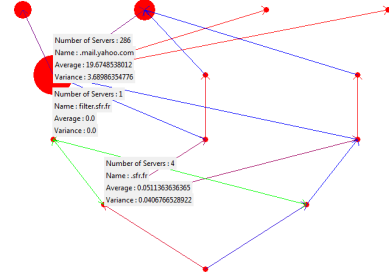 Number of Servers : 286
Name : .mail.yahoo.com
Average : 19.6748538012
Variance : 3.68986354776
Number of Servers : 1
Name : filter.sfr.fr
Average : 0.0
Variance : 0.0
Number of Servers : 4
Name : .sfr.fr
Average : 0.0511363636365
Variance : 0.0406766528922